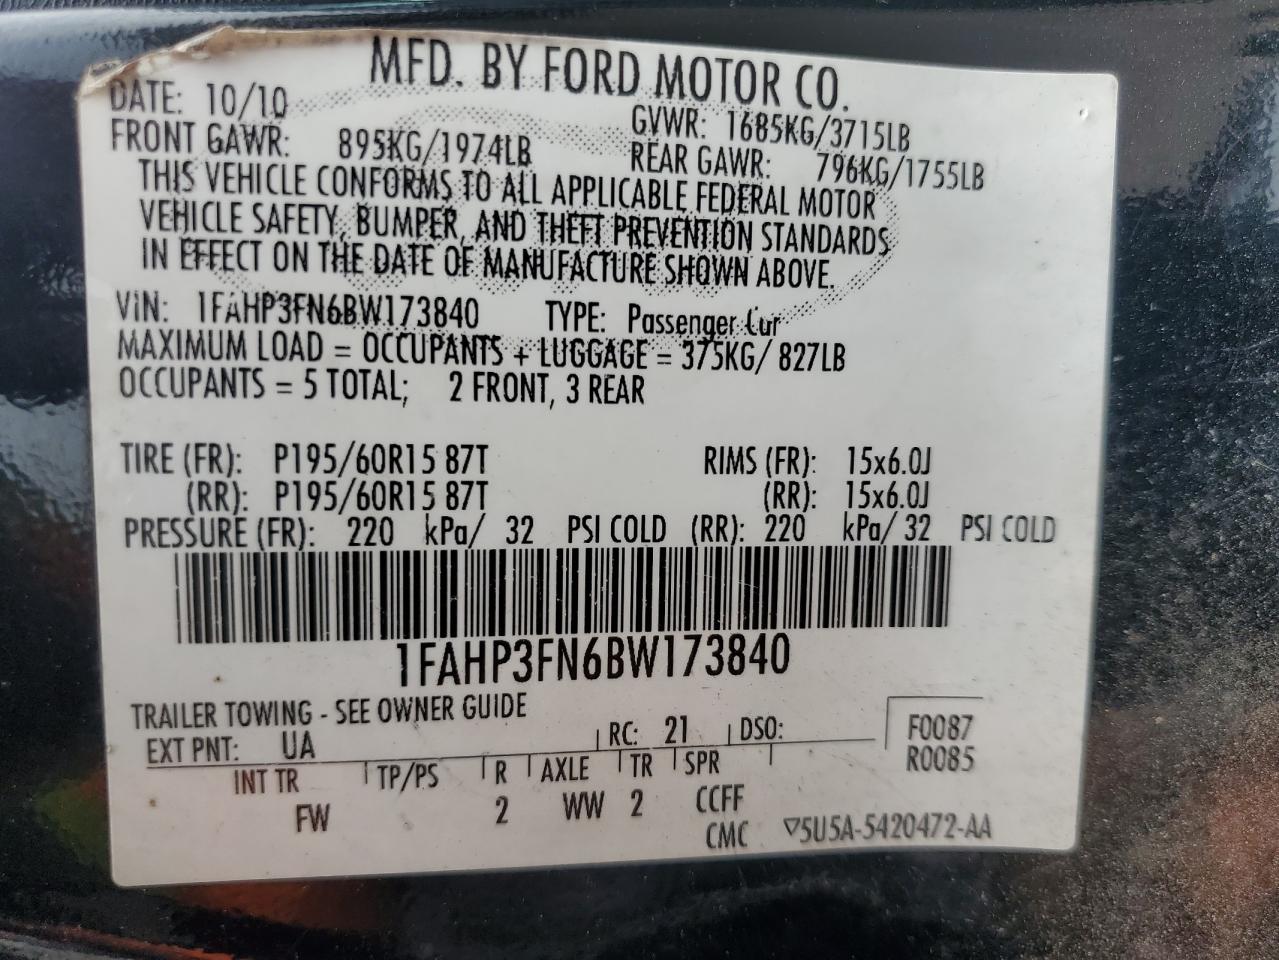 MFD. BY FORD MOTOR CO.
DATE: 10/10 GVWR: 1685KG/3715LB
FRONT GAWR: 895KG/1974LB REAR GAWR: 796KG/1755LB
THIS VEHICLE CONFORMS TO ALL APPLICABLE FEDERAL MOTOR
VEHICLE SAFETY, BUMPER, AND THEFT PREVENTION STANDARDS
IN EFFECT ON THE DATE OF MANUFACTURE SHOWN ABOVE.
VIN: 1FAHP3FN6BW173840 TYPE: Passenger Car
MAXIMUM LOAD = OCCUPANTS + LUGGAGE = 375KG/ 827LB
OCCUPANTS = 5 TOTAL; 2 FRONT, 3 REAR
TIRE (FR): P195/60R15 87T RIMS (FR): 15x6.0J
(RR): P195/60R15 87T (RR): 15x6.0J
PRESSURE (FR): 220 kPa/ 32 PSI COLD (RR): 220 kPa/ 32 PSI COLD
1FAHP3FN6BW173840
TRAILER TOWING - SEE OWNER GUIDE
EXT PNT: UA RC: 21 DSO: F0087
R0085
INT TR TP/PS R AXLE TR SPR
FW 2 WW 2 CCFF
CMC ▽5U5A-5420472-AA